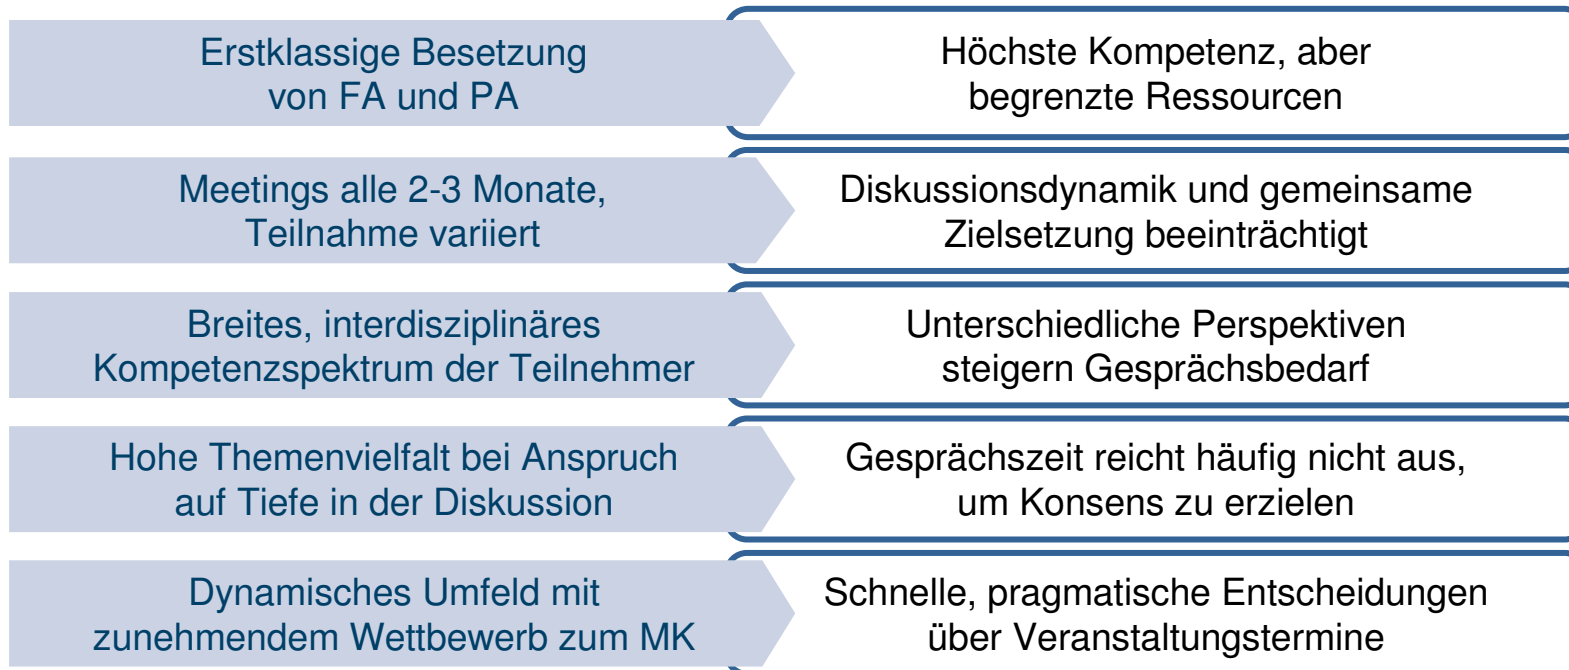 Erstklassige Besetzung
von FA und PA
Höchste Kompetenz, aber
begrenzte Ressourcen
Meetings alle 2-3 Monate,
Teilnahme variiert
Diskussionsdynamik und gemeinsame
Zielsetzung beeinträchtigt
Breites, interdisziplinäres
Kompetenzspektrum der Teilnehmer
Unterschiedliche Perspektiven
steigern Gesprächsbedarf
Hohe Themenvielfalt bei Anspruch
auf Tiefe in der Diskussion
Gesprächszeit reicht häufig nicht aus,
um Konsens zu erzielen
Dynamisches Umfeld mit
zunehmendem Wettbewerb zum MK
Schnelle, pragmatische Entscheidungen
über Veranstaltungstermine